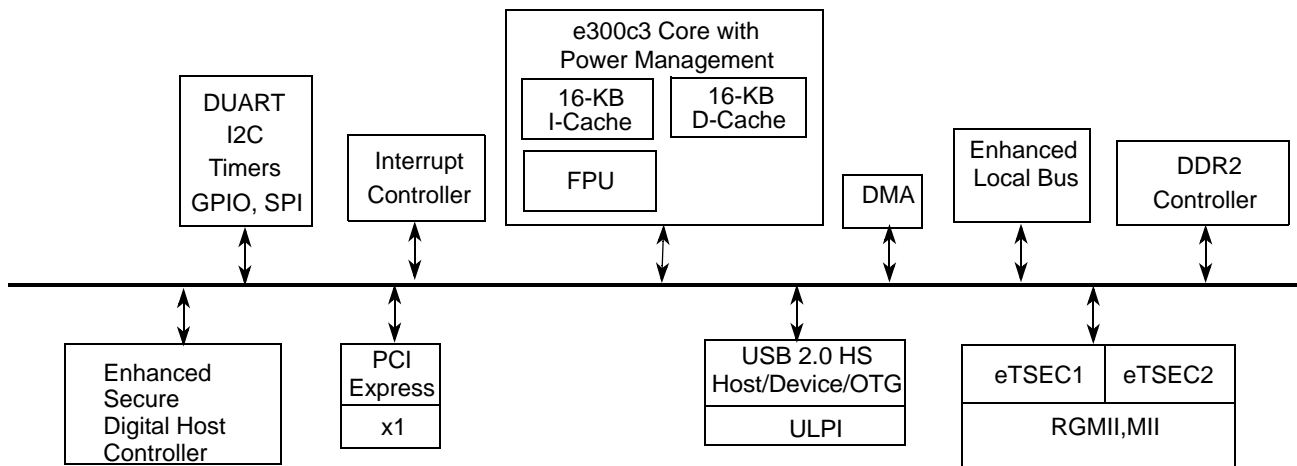 e300c3 Core with
Power Management
16-KB
I-Cache
16-KB
D-Cache
FPU
DUART
I2C
Timers
GPIO, SPI
Interrupt
Controller
DMA
Enhanced
Local Bus
DDR2
Controller
Enhanced
Secure
Digital Host
Controller
PCI
Express
x1
USB 2.0 HS
Host/Device/OTG
ULPI
eTSEC1
eTSEC2
RGMII,MII